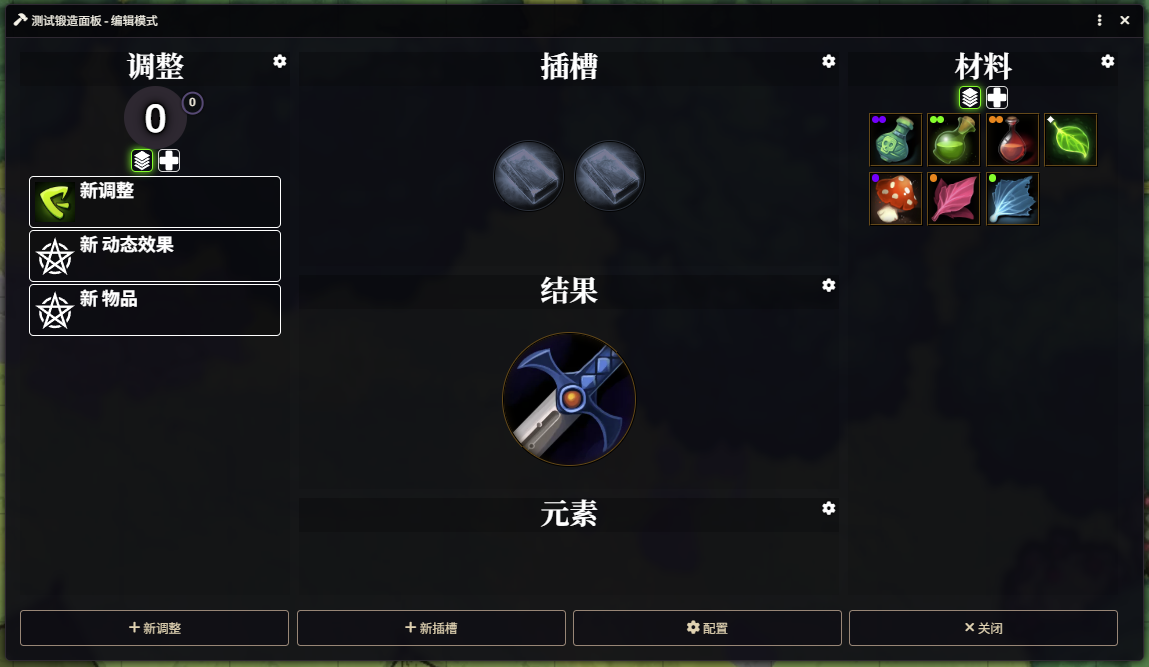 测试锻造面板 - 编辑模式
调整
0
0
新调整
新 动态效果
新 物品
插槽
结果
元素
材料
新调整
新插槽
配置
关闭